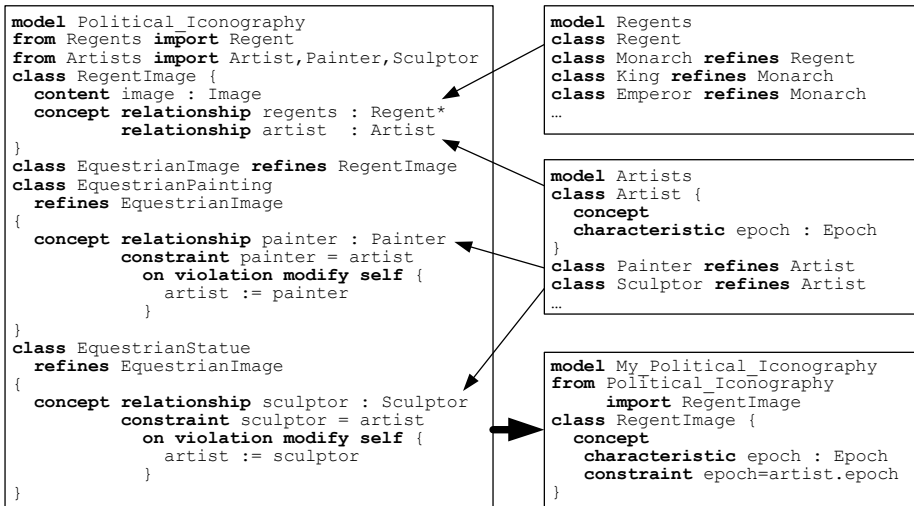 model Political_Iconography
from Regents import Regent
from Artists import Artist,Painter,Sculptor
class RegentImage {
  content image : Image
  concept relationship regents : Regent*
          relationship artist  : Artist
}
class EquestrianImage refines RegentImage
class EquestrianPainting
  refines EquestrianImage
{
  concept relationship painter : Painter
          constraint painter = artist
            on violation modify self {
              artist := painter
            }
}
class EquestrianStatue
  refines EquestrianImage
{
  concept relationship sculptor : Sculptor
          constraint sculptor = artist
            on violation modify self {
              artist := sculptor
            }
}
model Regents
class Regent
class Monarch refines Regent
class King refines Monarch
class Emperor refines Monarch
…
model Artists
class Artist {
  concept
  characteristic epoch : Epoch
}
class Painter refines Artist
class Sculptor refines Artist
…
model My_Political_Iconography
from Political_Iconography
     import RegentImage
class RegentImage {
  concept
   characteristic epoch : Epoch
   constraint epoch=artist.epoch
}